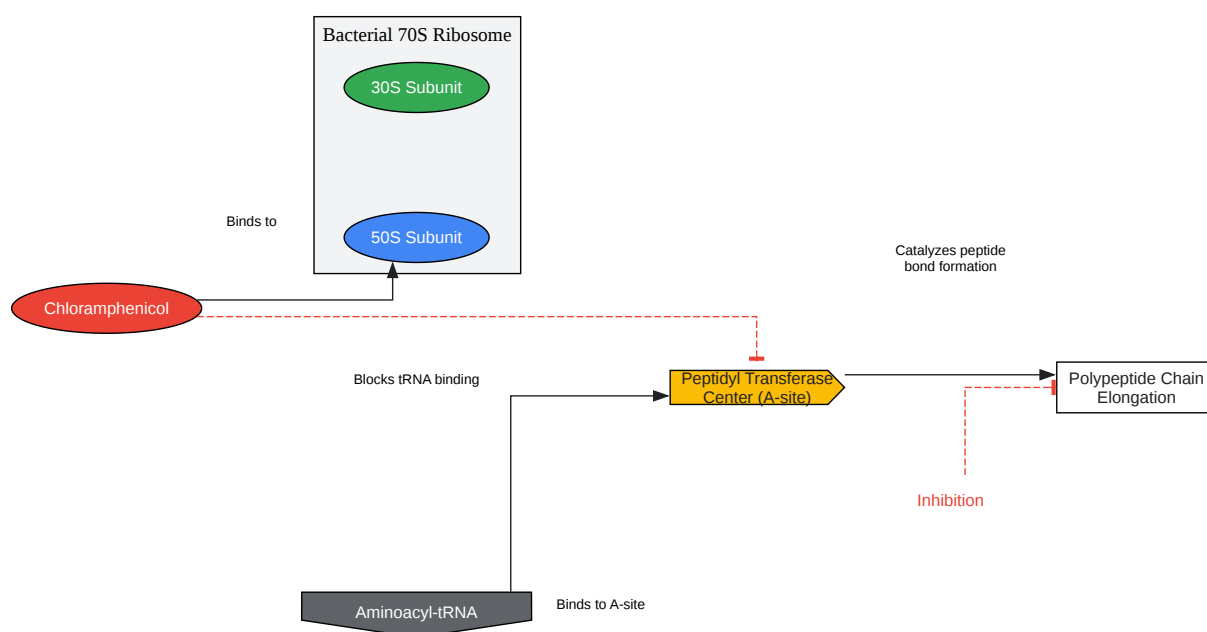 Bacterial 70S Ribosome
30S Subunit
Binds to
50S Subunit
Catalyzes peptide
bond formation
Chloramphenicol
Blocks tRNA binding
Peptidyl Transferase
Center (A-site)
Polypeptide Chain
Elongation
Inhibition
Aminoacyl-tRNA
Binds to A-site